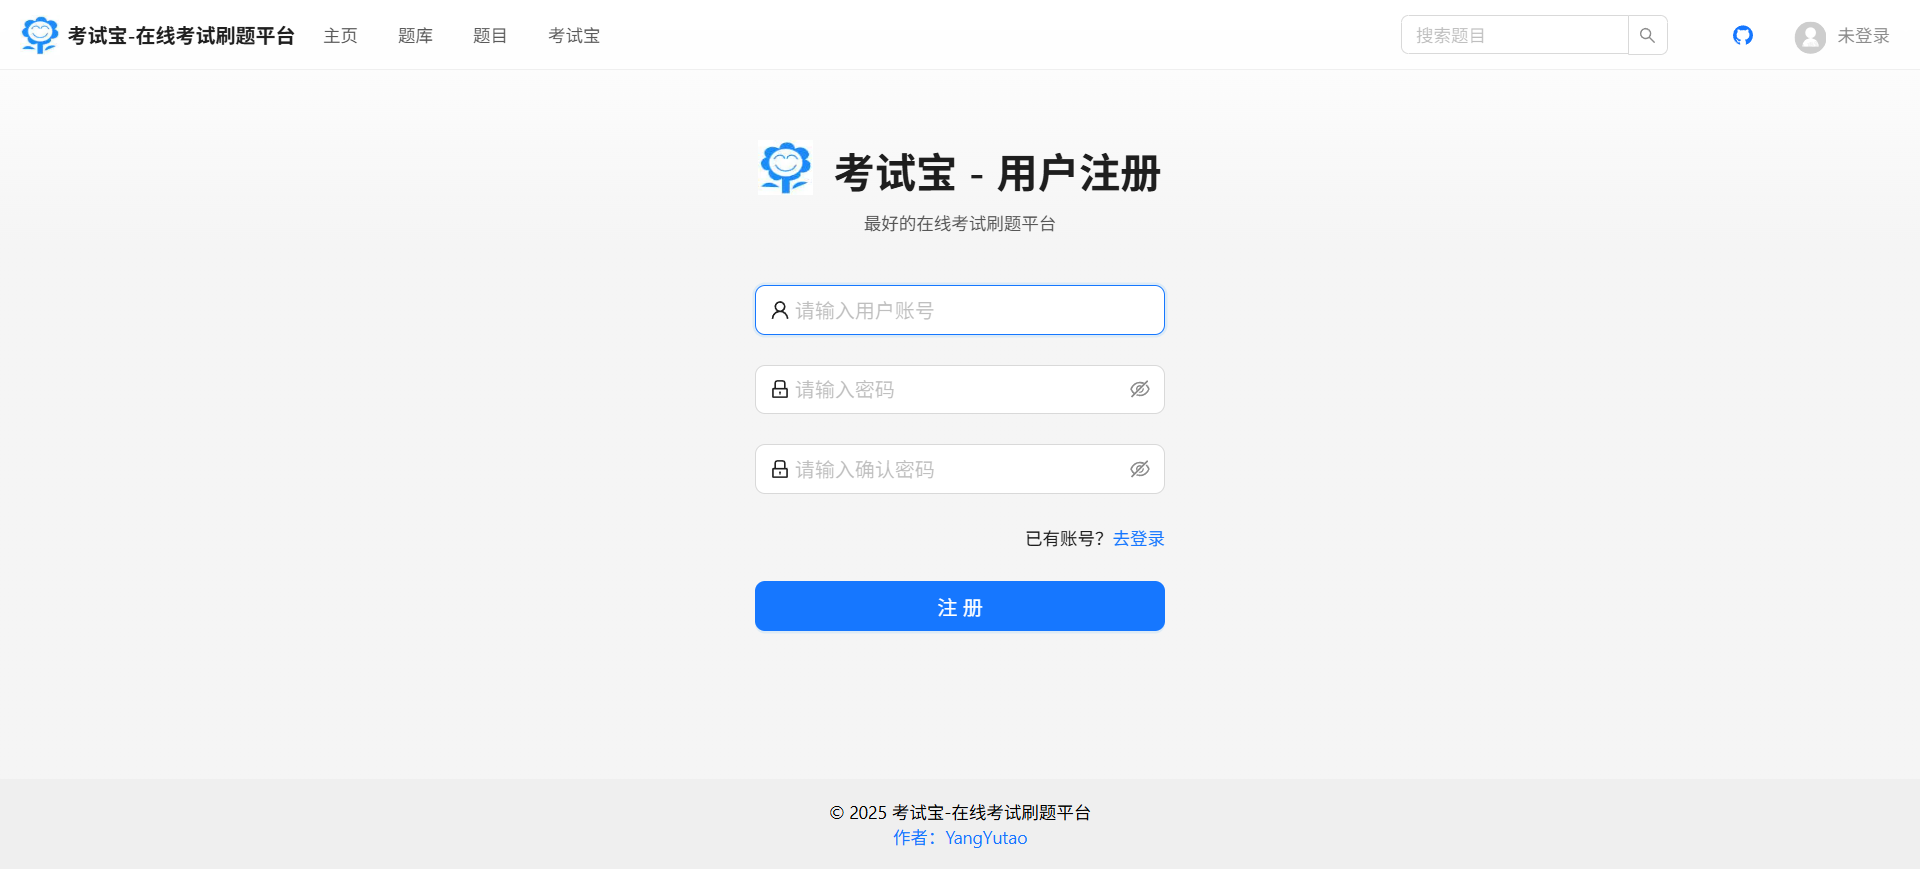 考试宝-在线考试刷题平台 主页 题库 题目 考试宝 搜索题目 未登录
考试宝 - 用户注册
最好的在线考试刷题平台
请输入用户账号
请输入密码
请输入确认密码
已有账号？去登录
注 册
© 2025 考试宝-在线考试刷题平台
作者：YangYutao